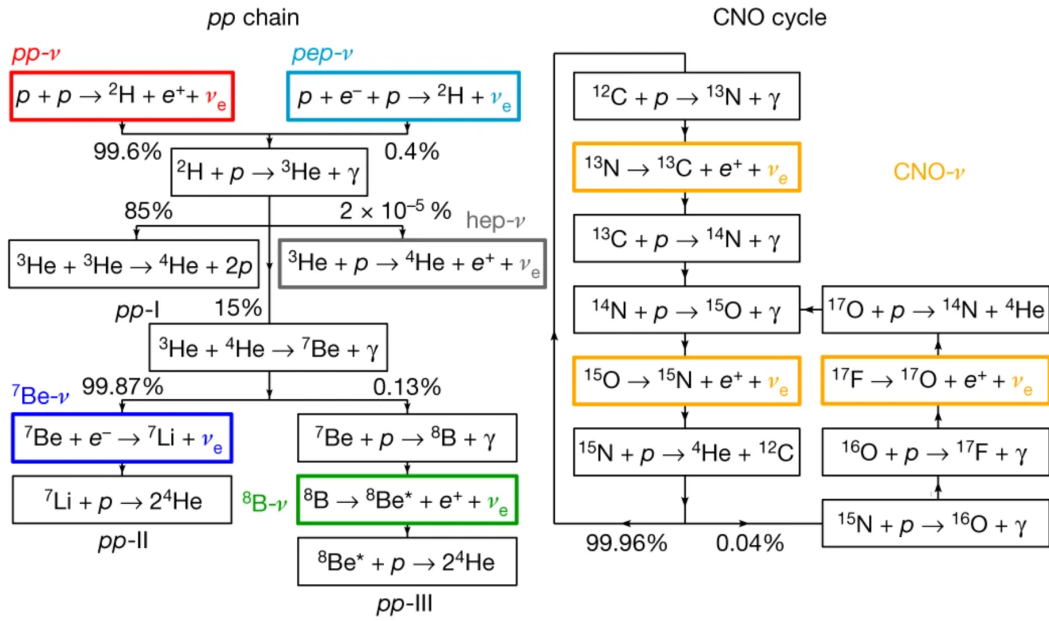 pp chain
pp-ν
pep-ν
p + p → ²H + e⁺ + νₑ
p + e⁻ + p → ²H + νₑ
99.6%
0.4%
²H + p → ³He + γ
85%
2 × 10⁻⁵ %
hep-ν
³He + ³He → ⁴He + 2p
³He + p → ⁴He + e⁺ + νₑ
pp-I
15%
³He + ⁴He → ⁷Be + γ
99.87%
0.13%
⁷Be-ν
⁷Be + e⁻ → ⁷Li + νₑ
⁷Be + p → ⁸B + γ
⁷Li + p → 2⁴He
⁸B-ν
⁸B → ⁸Be* + e⁺ + νₑ
pp-II
⁸Be* + p → 2⁴He
pp-III
CNO cycle
¹²C + p → ¹³N + γ
¹³N → ¹³C + e⁺ + νₑ
CNO-ν
¹³C + p → ¹⁴N + γ
¹⁴N + p → ¹⁵O + γ
¹⁷O + p → ¹⁴N + ⁴He
¹⁵O → ¹⁵N + e⁺ + νₑ
¹⁷F → ¹⁷O + e⁺ + νₑ
¹⁵N + p → ⁴He + ¹²C
¹⁶O + p → ¹⁷F + γ
¹⁵N + p → ¹⁶O + γ
99.96%
0.04%